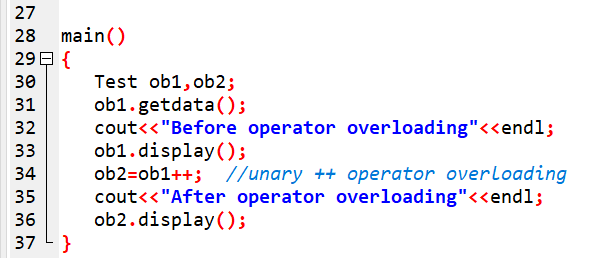 27
28 main()
29 {
30 Test ob1,ob2;
31 ob1.getdata();
32 cout<<"Before operator overloading"<<endl;
33 ob1.display();
34 ob2=ob1++; //unary ++ operator overloading
35 cout<<"After operator overloading"<<endl;
36 ob2.display();
37 }